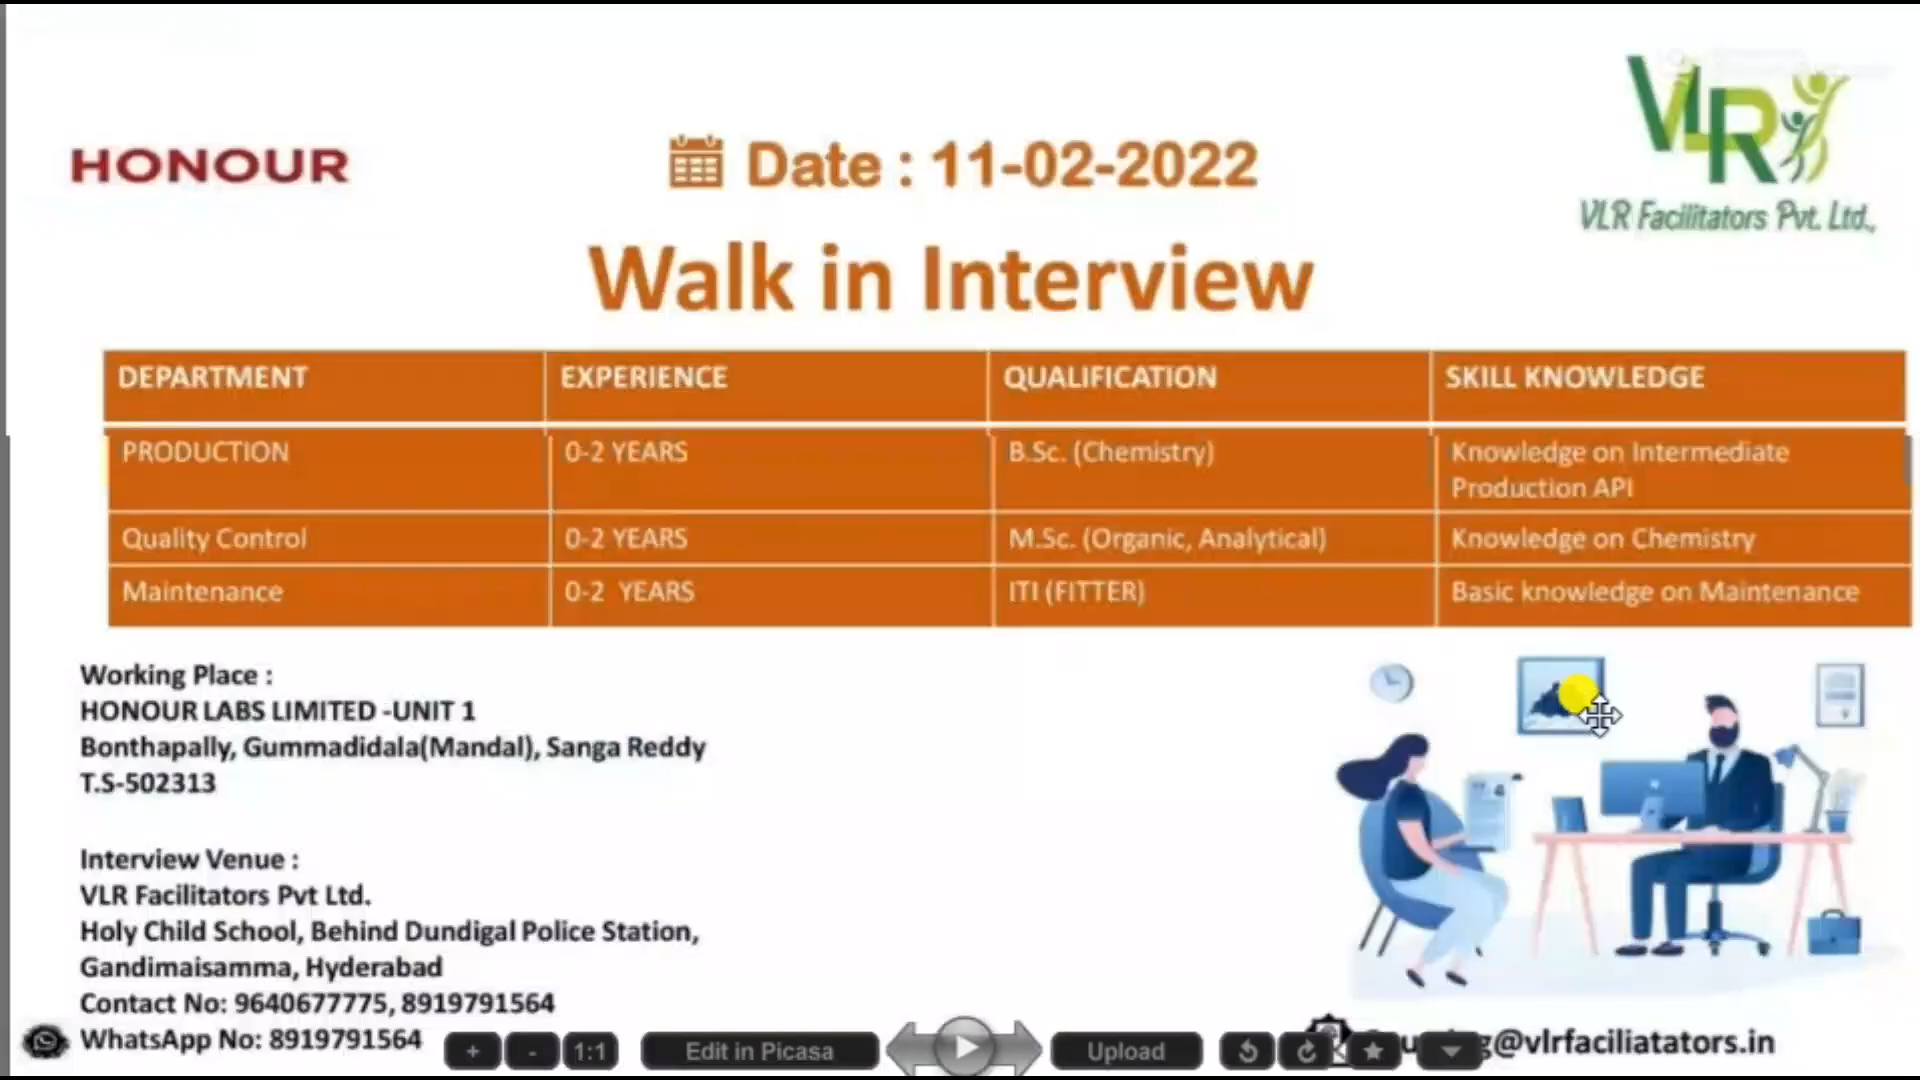 HONOUR
Date : 11-02-2022
VLR
VLR Facilitators Pvt. Ltd.,
Walk in Interview
DEPARTMENT EXPERIENCE QUALIFICATION SKILL KNOWLEDGE
PRODUCTION 0-2 YEARS B.Sc. (Chemistry) Knowledge on Intermediate
Production API
Quality Control 0-2 YEARS M.Sc. (Organic, Analytical) Knowledge on Chemistry
Maintenance 0-2 YEARS ITI (FITTER) Basic knowledge on Maintenance
Working Place :
HONOUR LABS LIMITED -UNIT 1
Bonthapally, Gummadidala(Mandal), Sanga Reddy
T.S-502313
Interview Venue :
VLR Facilitators Pvt Ltd.
Holy Child School, Behind Dundigal Police Station,
Gandimaisamma, Hyderabad
Contact No: 9640677775, 8919791564
WhatsApp No: 8919791564
+ - 1:1 Edit in Picasa Upload
@vlrfaciliatators.in